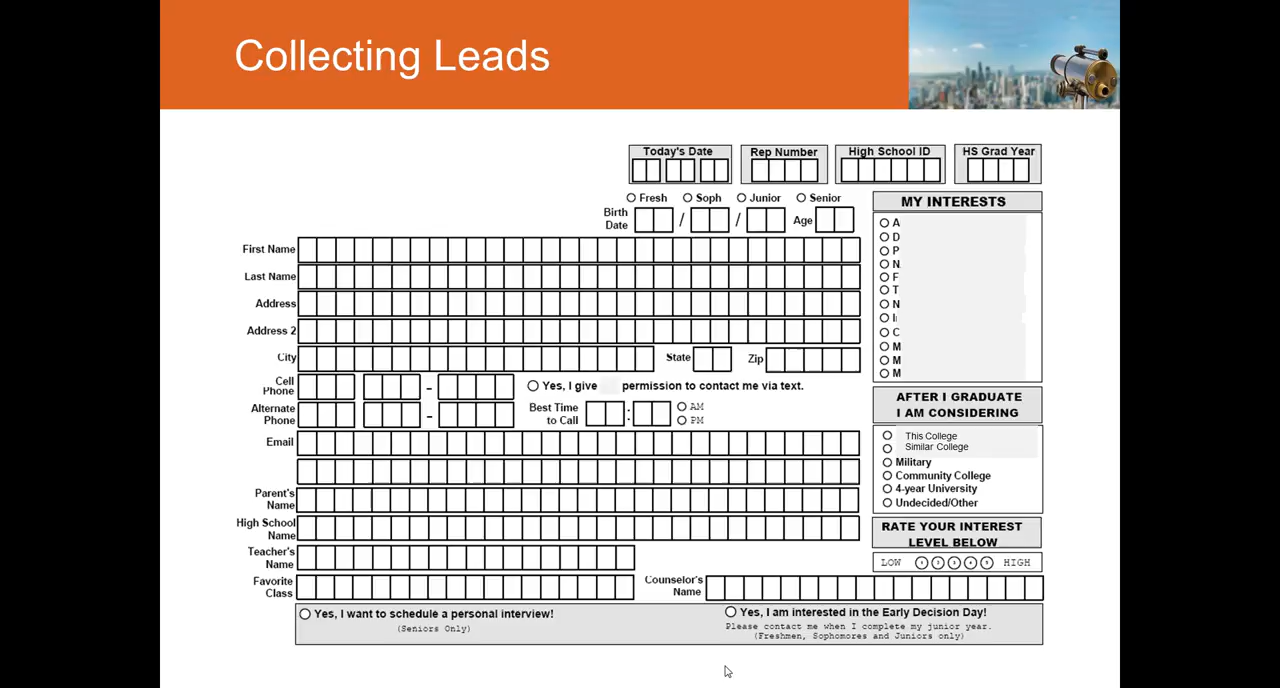 Collecting Leads
Today's Date
Rep Number
High School ID
HS Grad Year
Fresh Soph Junior Senior
Birth Date / / Age
First Name
Last Name
Address
Address 2
City State Zip
Cell Phone -
Yes, I give permission to contact me via text.
Alternate Phone -
Best Time to Call : AM PM
Email
Parent's Name
High School Name
Teacher's Name
Favorite Class
Counselor's Name
MY INTERESTS
A
D
P
N
F
T
N
C
M
M
M
AFTER I GRADUATE
I AM CONSIDERING
This College
Similar College
Military
Community College
4-year University
Undecided/Other
RATE YOUR INTEREST
LEVEL BELOW
LOW 1 2 3 4 5 HIGH
Yes, I want to schedule a personal interview!
(Seniors Only)
Yes, I am interested in the Early Decision Day!
Please contact me when I complete my junior year.
(Freshmen, Sophomores and Juniors only)